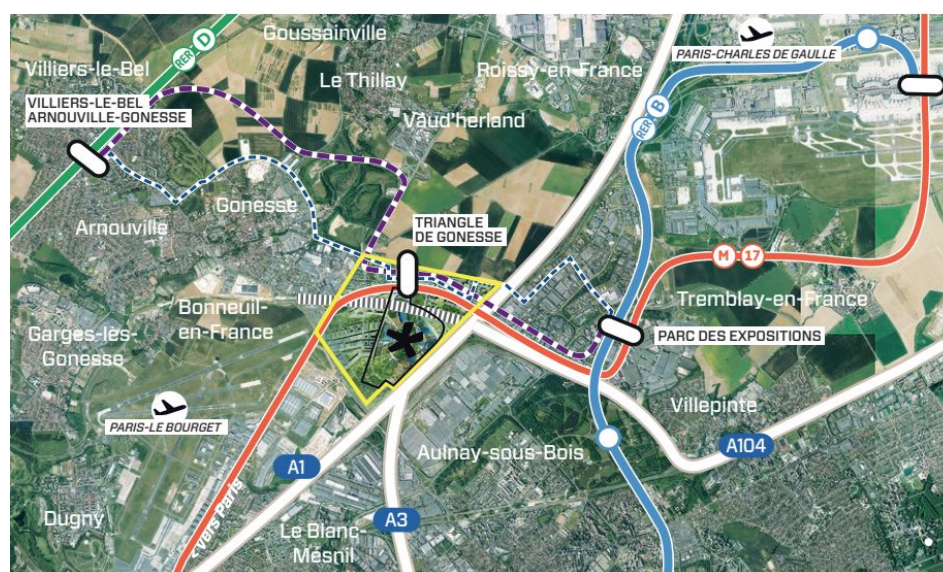 Goussainville
RER D
Villiers-le-Bel
PARIS-CHARLES DE GAULLE
Le Thillay
Roissy-en-France
VILLIERS-LE-BEL
ARNOUVILLE-GONESSE
RER B
Vaud'herland
Gonesse
TRIANGLE
DE GONESSE
Arnouville
M 17
Tremblay-en-France
Bonneuil-
en-France
Garges-lès-
Gonesse
PARC DES EXPOSITIONS
Villepinte
PARIS-LE BOURGET
A104
Aulnay-sous-Bois
A1
vers Paris
Dugny
A3
Le Blanc-
Mesnil